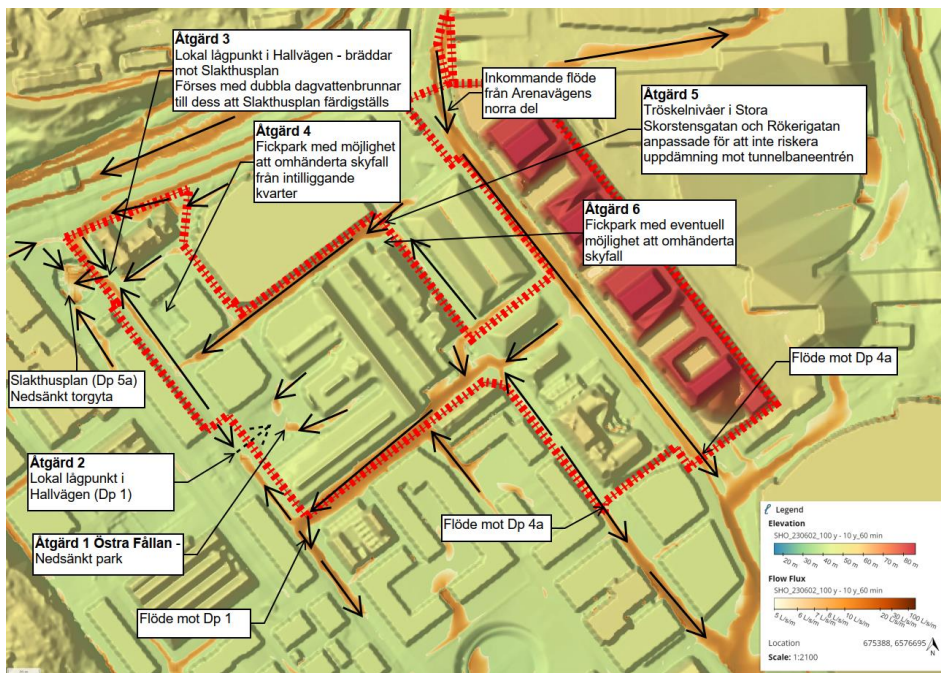 Åtgärd 3
Lokal lågpunkt i Hallvägen - bräddar
mot Slakthusplan
Förses med dubbla dagvattenbrunnar
till dess att Slakthusplan färdigställs
Åtgärd 4
Fickpark med möjlighet
att omhänderta skyfall
från intilliggande
kvarter
Inkommande flöde
från Arenavägens
norra del
Åtgärd 5
Tröskelnivåer i Stora
Skorstensgatan och Rökerigatan
anpassade för att inte riskera
uppdämning mot tunnelbaneentrén
Åtgärd 6
Fickpark med eventuell
möjlighet att omhänderta
skyfall
Slakthusplan (Dp 5a)
Nedsänkt torgyta
Flöde mot Dp 4a
Åtgärd 2
Lokal lågpunkt i
Hallvägen (Dp 1)
Åtgärd 1 Östra Fållan -
Nedsänkt park
Flöde mot Dp 4a
Flöde mot Dp 1
Legend
Elevation
SHO_230602_100 y - 10 y_60 min
20 m 30 m 40 m 50 m 60 m 70 m 80 m
Flow Flux
SHO_230602_100 y - 10 y_60 min
5 L/s/m 6 L/s/m 7 L/s/m 8 L/s/m 10 L/s/m 20 L/s/m 30 L/s/m 100 L/s/m
Location 675388, 6576695
Scale: 1:2100
N